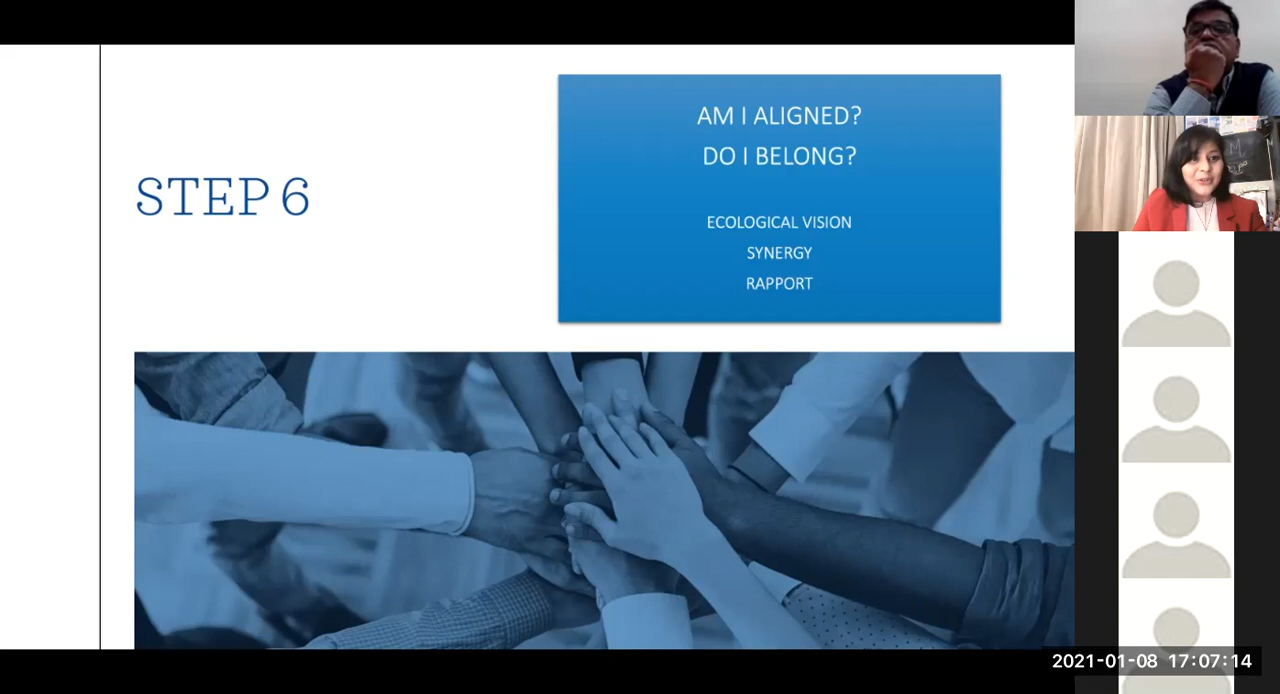 STEP 6
AM I ALIGNED?
DO I BELONG?
ECOLOGICAL VISION
SYNERGY
RAPPORT
2021-01-08 17:07:14